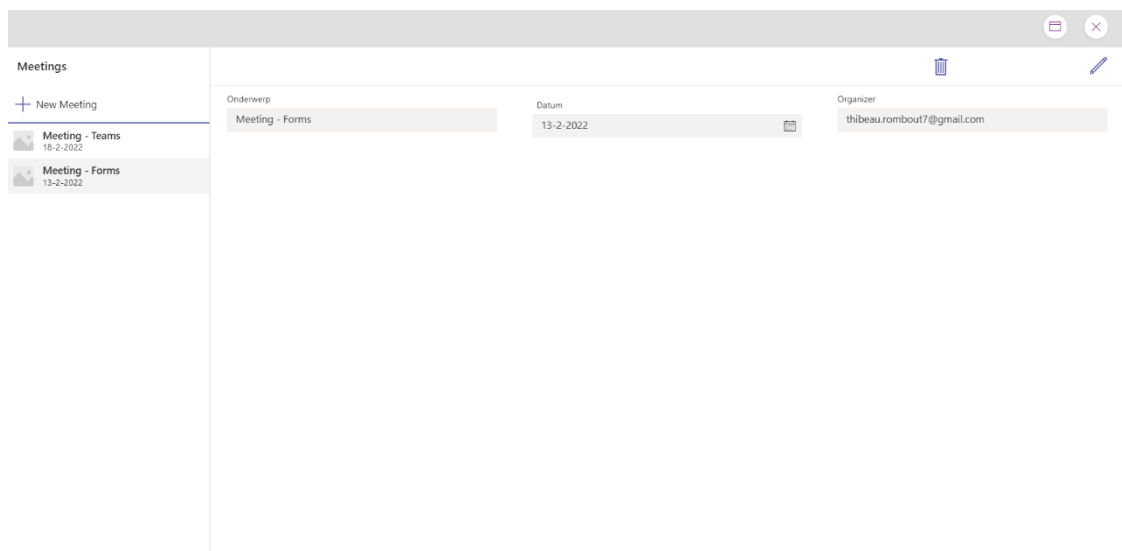 Meetings
New Meeting
Meeting - Teams
18-2-2022
Meeting - Forms
13-2-2022
Onderwerp
Meeting - Forms
Datum
13-2-2022
Organizer
thibeau.rombout7@gmail.com